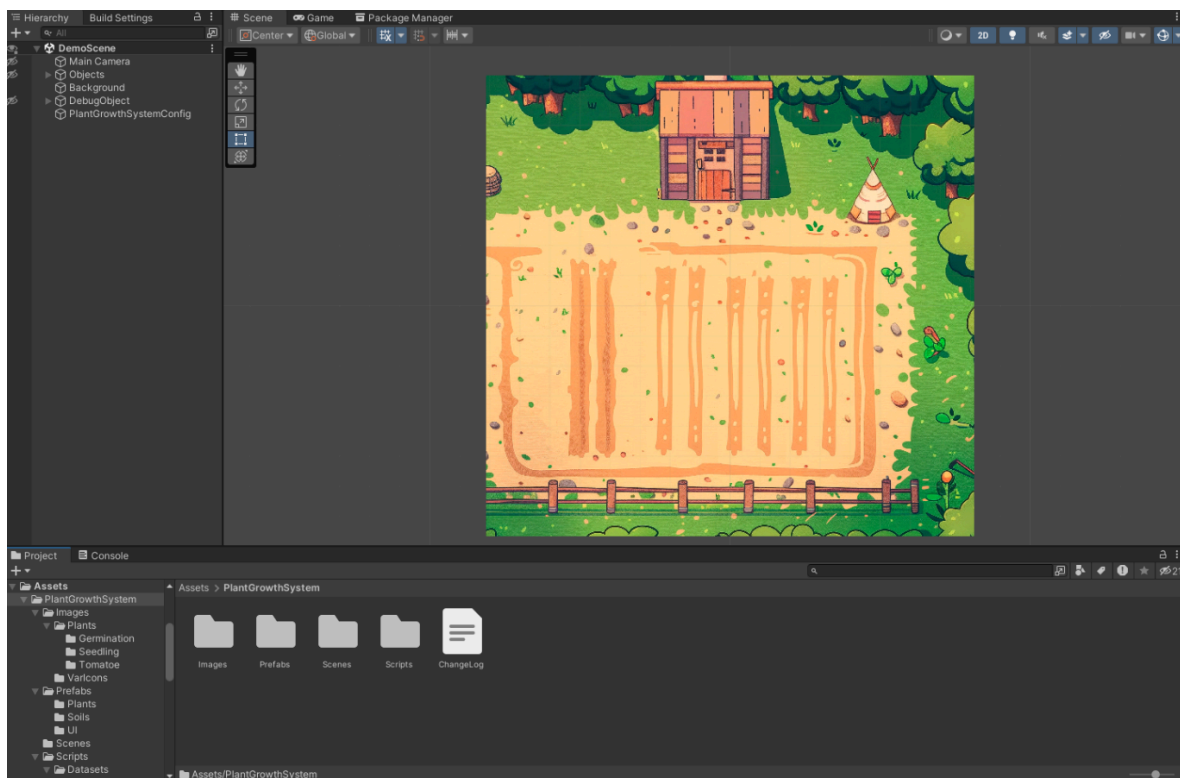 Hierarchy Build Settings
All
DemoScene
Main Camera
Objects
Background
DebugObject
PlantGrowthSystemConfig
Scene Game Package Manager
Center Global 2D
Project Console
Assets
PlantGrowthSystem
Images
Plants
Germination
Seedling
Tomatoe
VarIcons
Prefabs
Plants
Soils
UI
Scenes
Scripts
Datasets
Assets > PlantGrowthSystem
Images Prefabs Scenes Scripts ChangeLog
Assets/PlantGrowthSystem